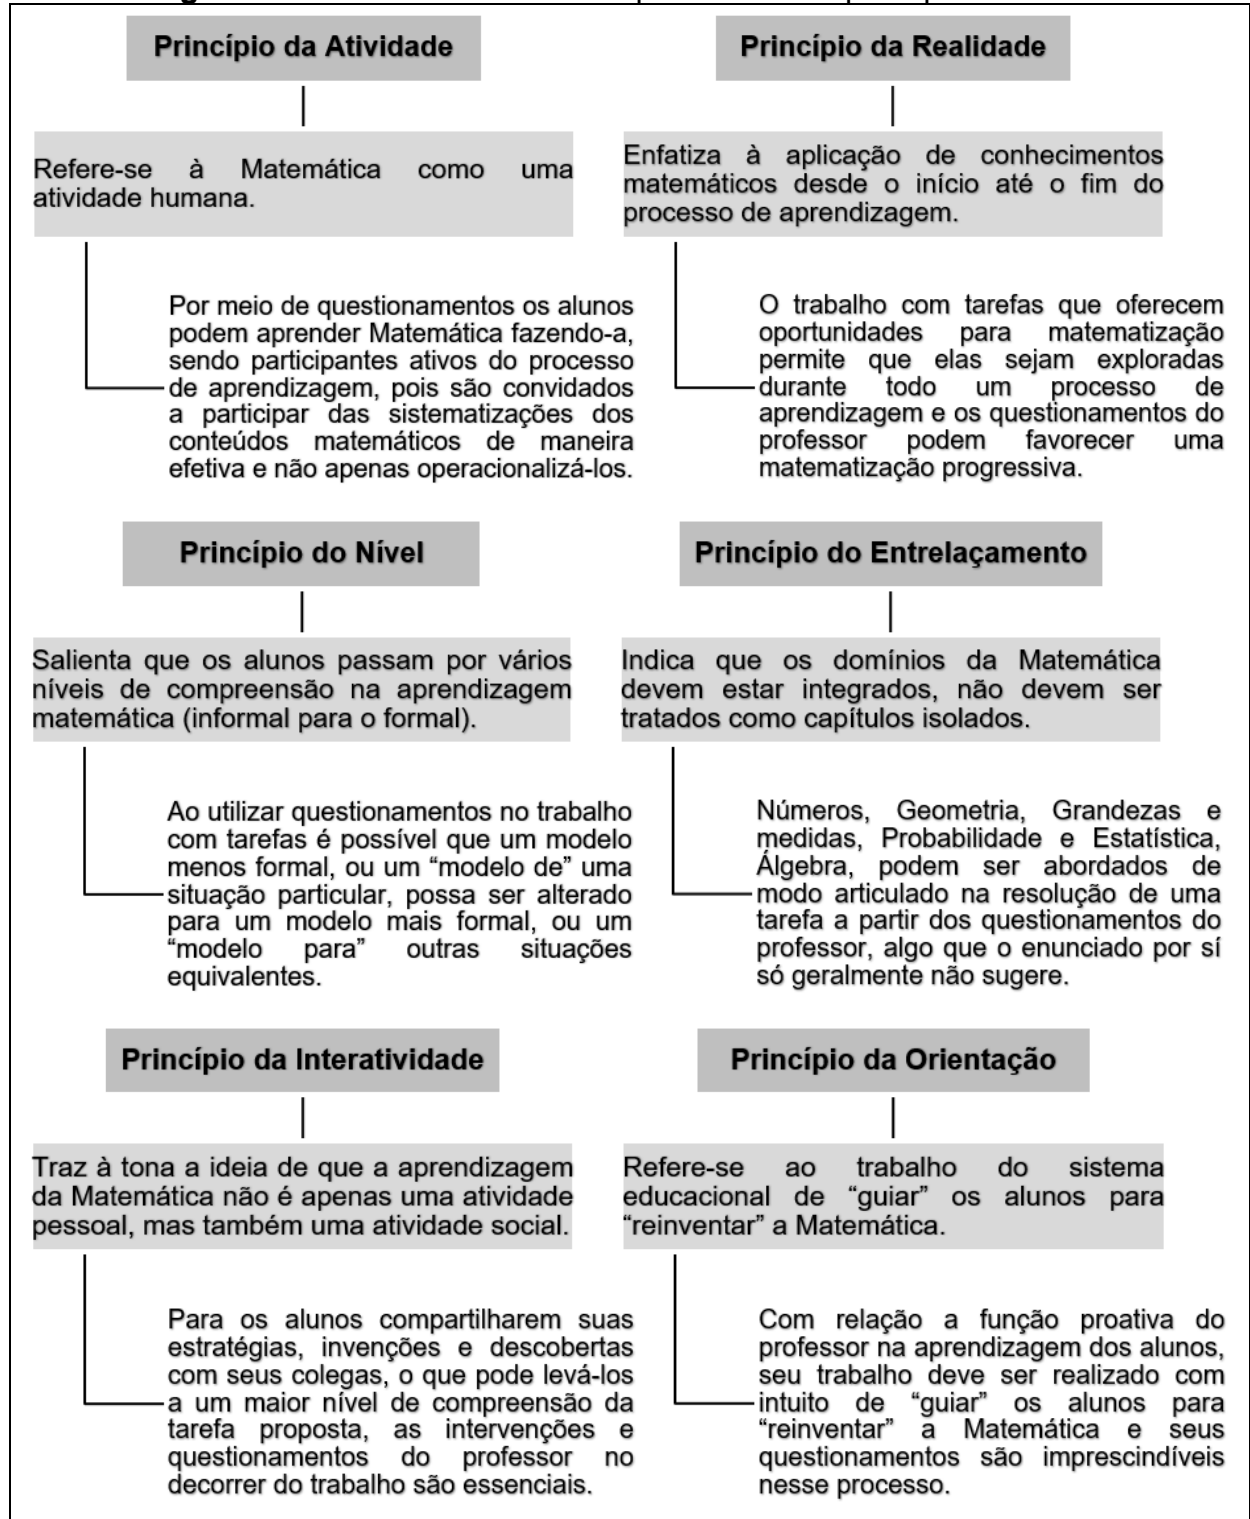 Princípio da Atividade
Refere-se à Matemática como uma
atividade humana.
Por meio de questionamentos os alunos
podem aprender Matemática fazendo-a,
sendo participantes ativos do processo
de aprendizagem, pois são convidados
a participar das sistematizações dos
conteúdos matemáticos de maneira
efetiva e não apenas operacionalizá-los.
Princípio da Realidade
Enfatiza à aplicação de conhecimentos
matemáticos desde o início até o fim do
processo de aprendizagem.
O trabalho com tarefas que oferecem
oportunidades para matematização
permite que elas sejam exploradas
durante todo um processo de
aprendizagem e os questionamentos do
professor podem favorecer uma
matematização progressiva.
Princípio do Nível
Salienta que os alunos passam por vários
níveis de compreensão na aprendizagem
matemática (informal para o formal).
Ao utilizar questionamentos no trabalho
com tarefas é possível que um modelo
menos formal, ou um “modelo de” uma
situação particular, possa ser alterado
para um modelo mais formal, ou um
“modelo para” outras situações
equivalentes.
Princípio do Entrelaçamento
Indica que os domínios da Matemática
devem estar integrados, não devem ser
tratados como capítulos isolados.
Números, Geometria, Grandezas e
medidas, Probabilidade e Estatística,
Álgebra, podem ser abordados de
modo articulado na resolução de uma
tarefa a partir dos questionamentos do
professor, algo que o enunciado por sí
só geralmente não sugere.
Princípio da Interatividade
Traz à tona a ideia de que a aprendizagem
da Matemática não é apenas uma atividade
pessoal, mas também uma atividade social.
Para os alunos compartilharem suas
estratégias, invenções e descobertas
com seus colegas, o que pode levá-los
a um maior nível de compreensão da
tarefa proposta, as intervenções e
questionamentos do professor no
decorrer do trabalho são essenciais.
Princípio da Orientação
Refere-se ao trabalho do sistema
educacional de “guiar” os alunos para
“reinventar” a Matemática.
Com relação a função proativa do
professor na aprendizagem dos alunos,
seu trabalho deve ser realizado com
intuito de “guiar” os alunos para
“reinventar” a Matemática e seus
questionamentos são imprescindíveis
nesse processo.